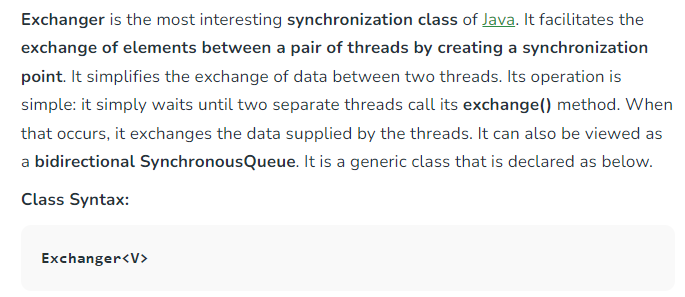 Exchanger is the most interesting synchronization class of Java. It facilitates the
exchange of elements between a pair of threads by creating a synchronization
point. It simplifies the exchange of data between two threads. Its operation is
simple: it simply waits until two separate threads call its exchange() method. When
that occurs, it exchanges the data supplied by the threads. It can also be viewed as
a bidirectional SynchronousQueue. It is a generic class that is declared as below.
Class Syntax:
Exchanger<V>